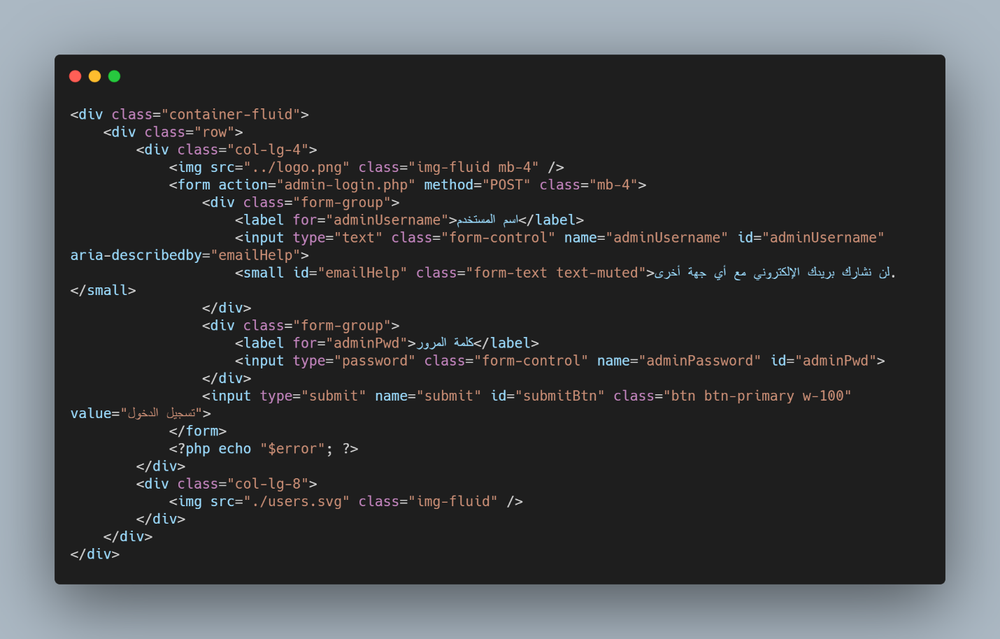 <div class="container-fluid">
    <div class="row">
        <div class="col-lg-4">
            <img src="../logo.png" class="img-fluid mb-4" />
            <form action="admin-login.php" method="POST" class="mb-4">
                <div class="form-group">
                    <label for="adminUsername">اسم المستخدم</label>
                    <input type="text" class="form-control" name="adminUsername" id="adminUsername"
aria-describedby="emailHelp">
                    <small id="emailHelp" class="form-text text-muted">لن نشارك بريدك الإلكتروني مع أي جهة أخرى.
</small>
                </div>
                <div class="form-group">
                    <label for="adminPwd">كلمة المرور</label>
                    <input type="password" class="form-control" name="adminPassword" id="adminPwd">
                </div>
                <input type="submit" name="submit" id="submitBtn" class="btn btn-primary w-100"
value="تسجيل الدخول">
            </form>
            <?php echo "$error"; ?>
        </div>
        <div class="col-lg-8">
            <img src="./users.svg" class="img-fluid" />
        </div>
    </div>
</div>